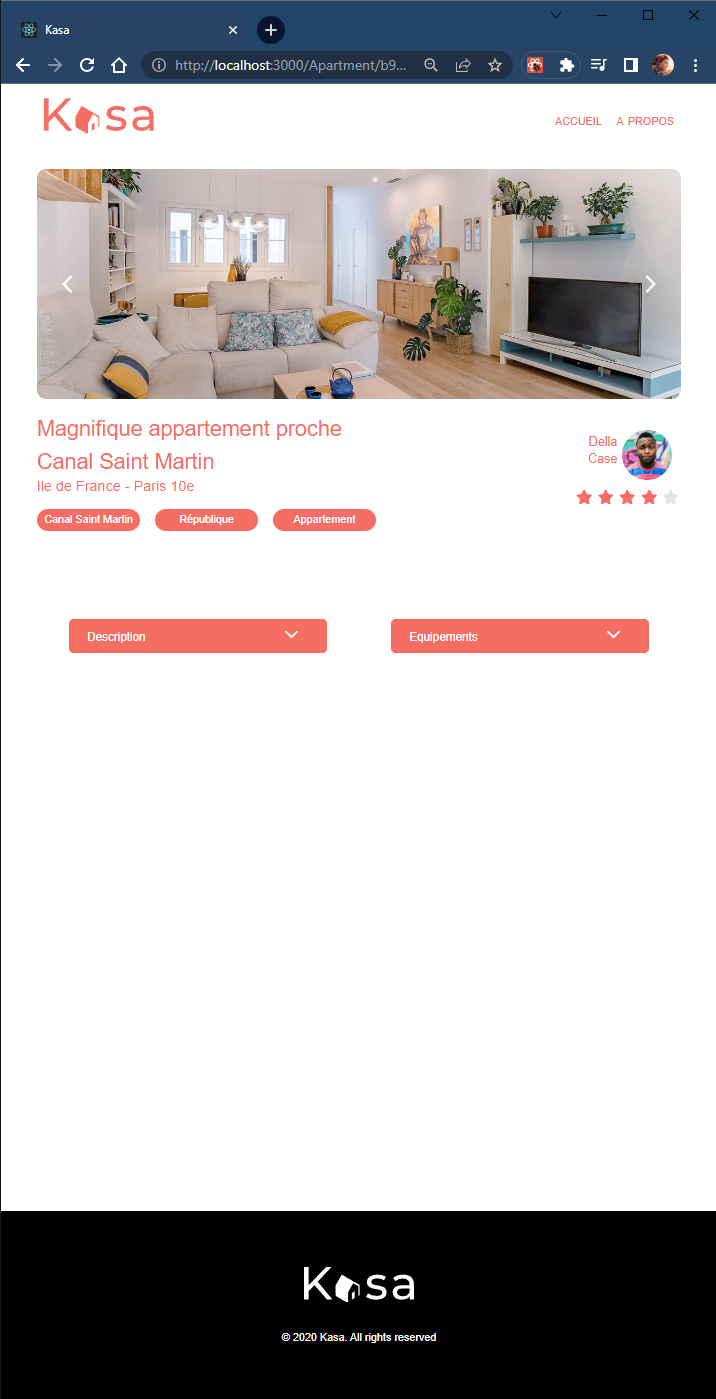 Kasa
http://localhost:3000/Apartment/b9...
Kasa
ACCUEIL A PROPOS
Magnifique appartement proche
Canal Saint Martin
Ile de France - Paris 10e
Della
Case
Canal Saint Martin République Appartement
Description Equipements
Kasa
© 2020 Kasa. All rights reserved